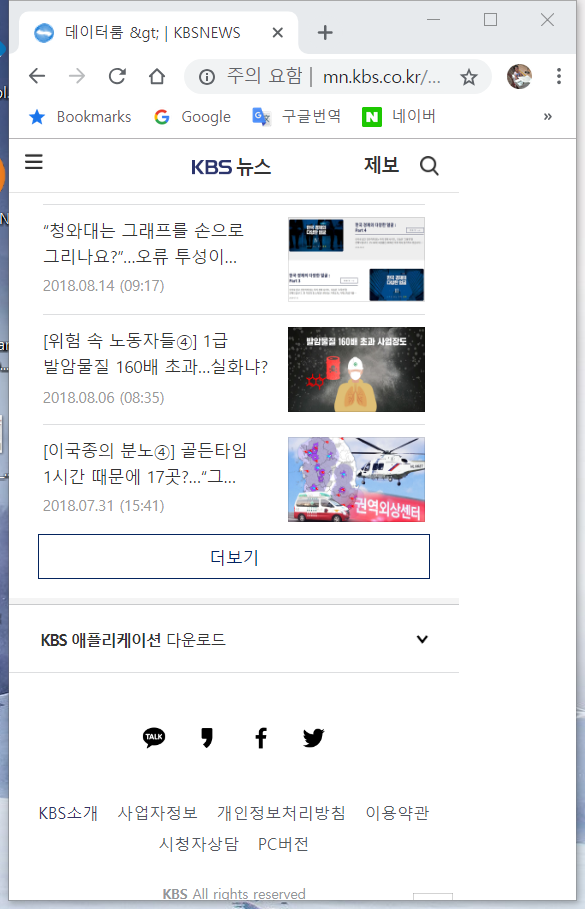 데이터룸 &gt; | KBSNEWS
주의 요함 | mn.kbs.co.kr/...
Bookmarks Google 구글번역 네이버 »
KBS 뉴스 제보
“청와대는 그래프를 손으로
그리나요?”...오류 투성이...
2018.08.14 (09:17)
[위험 속 노동자들④] 1급
발암물질 160배 초과...실화냐?
2018.08.06 (08:35)
발암물질 160배 초과 사업장도
[이국종의 분노④] 골든타임
1시간 때문에 17곳?...“그...
2018.07.31 (15:41)
권역외상센터
더보기
KBS 애플리케이션 다운로드
TALK
KBS소개 사업자정보 개인정보처리방침 이용약관
시청자상담 PC버전
KBS All rights reserved